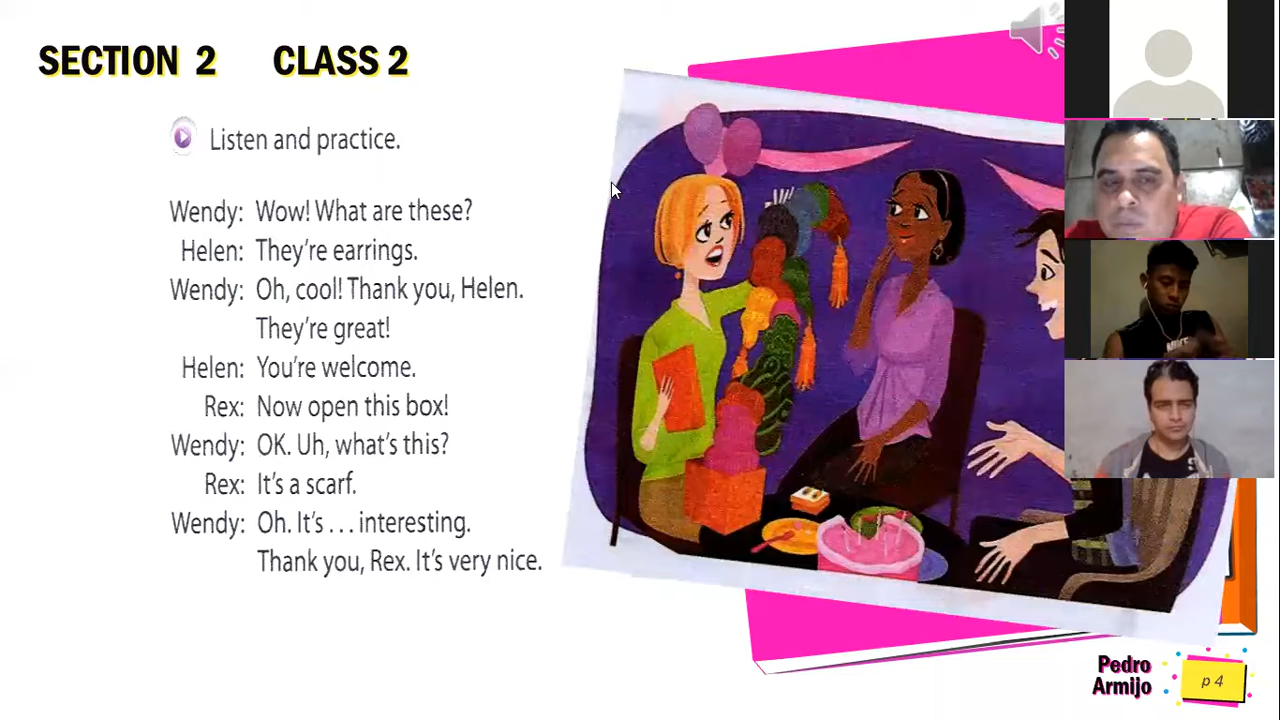 SECTION 2 CLASS 2
Listen and practice.
Wendy: Wow! What are these?
Helen: They're earrings.
Wendy: Oh, cool! Thank you, Helen.
They're great!
Helen: You're welcome.
Rex: Now open this box!
Wendy: OK. Uh, what's this?
Rex: It's a scarf.
Wendy: Oh. It's . . . interesting.
Thank you, Rex. It's very nice.
Pedro
Armijo
p 4